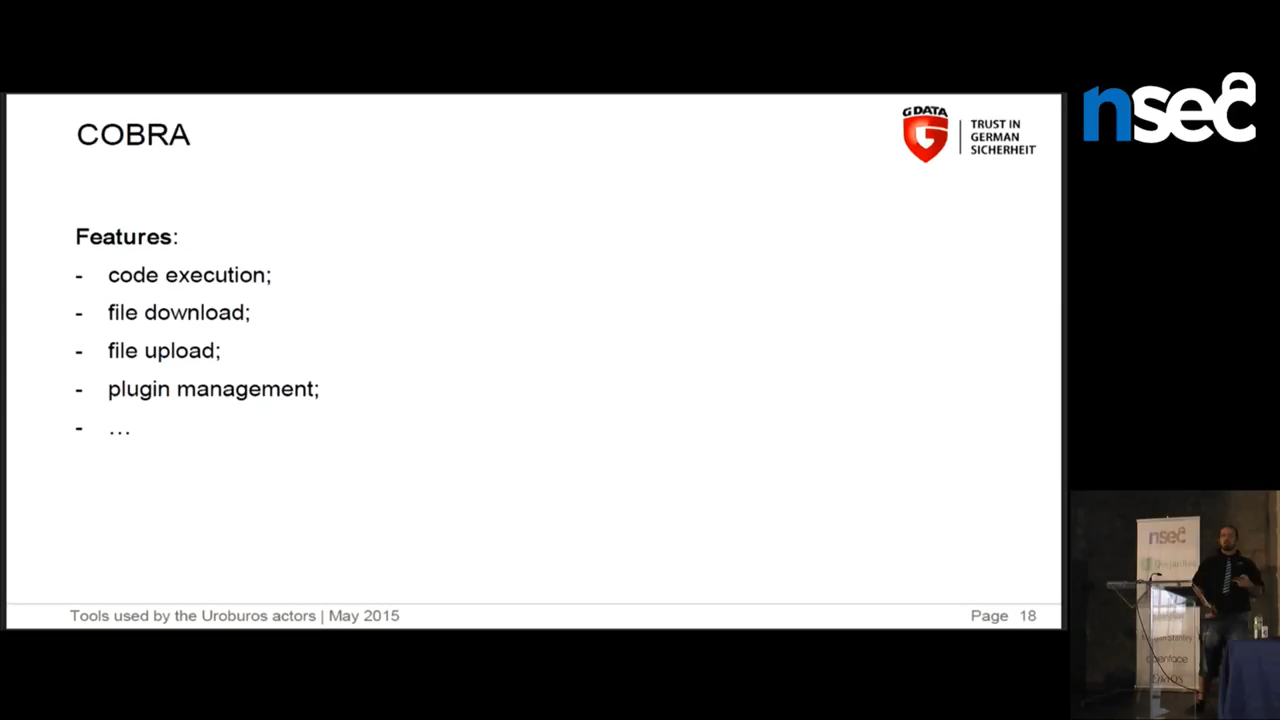 COBRA
G DATA
TRUST IN
GERMAN
SICHERHEIT
nsec
Features:
- code execution;
- file download;
- file upload;
- plugin management;
- …
Tools used by the Uroburos actors | May 2015
Page 18
nsec